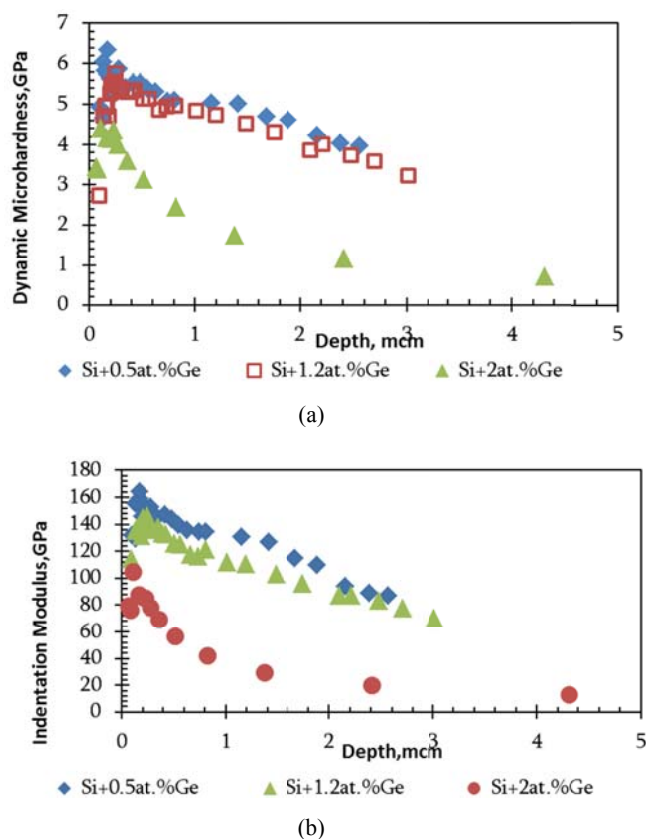 Dynamic Microhardness,GPa
7
6
5
4
3
2
1
0
0 1 2 3 4 5
Depth, mcm
Si+0.5at.%Ge Si+1.2at.%Ge Si+2at.%Ge
(a)
Indentation Modulus,GPa
180
160
140
120
100
80
60
40
20
0
0 1 2 3 4 5
Depth,mcm
Si+0.5at.%Ge Si+1.2at.%Ge Si+2at.%Ge
(b)